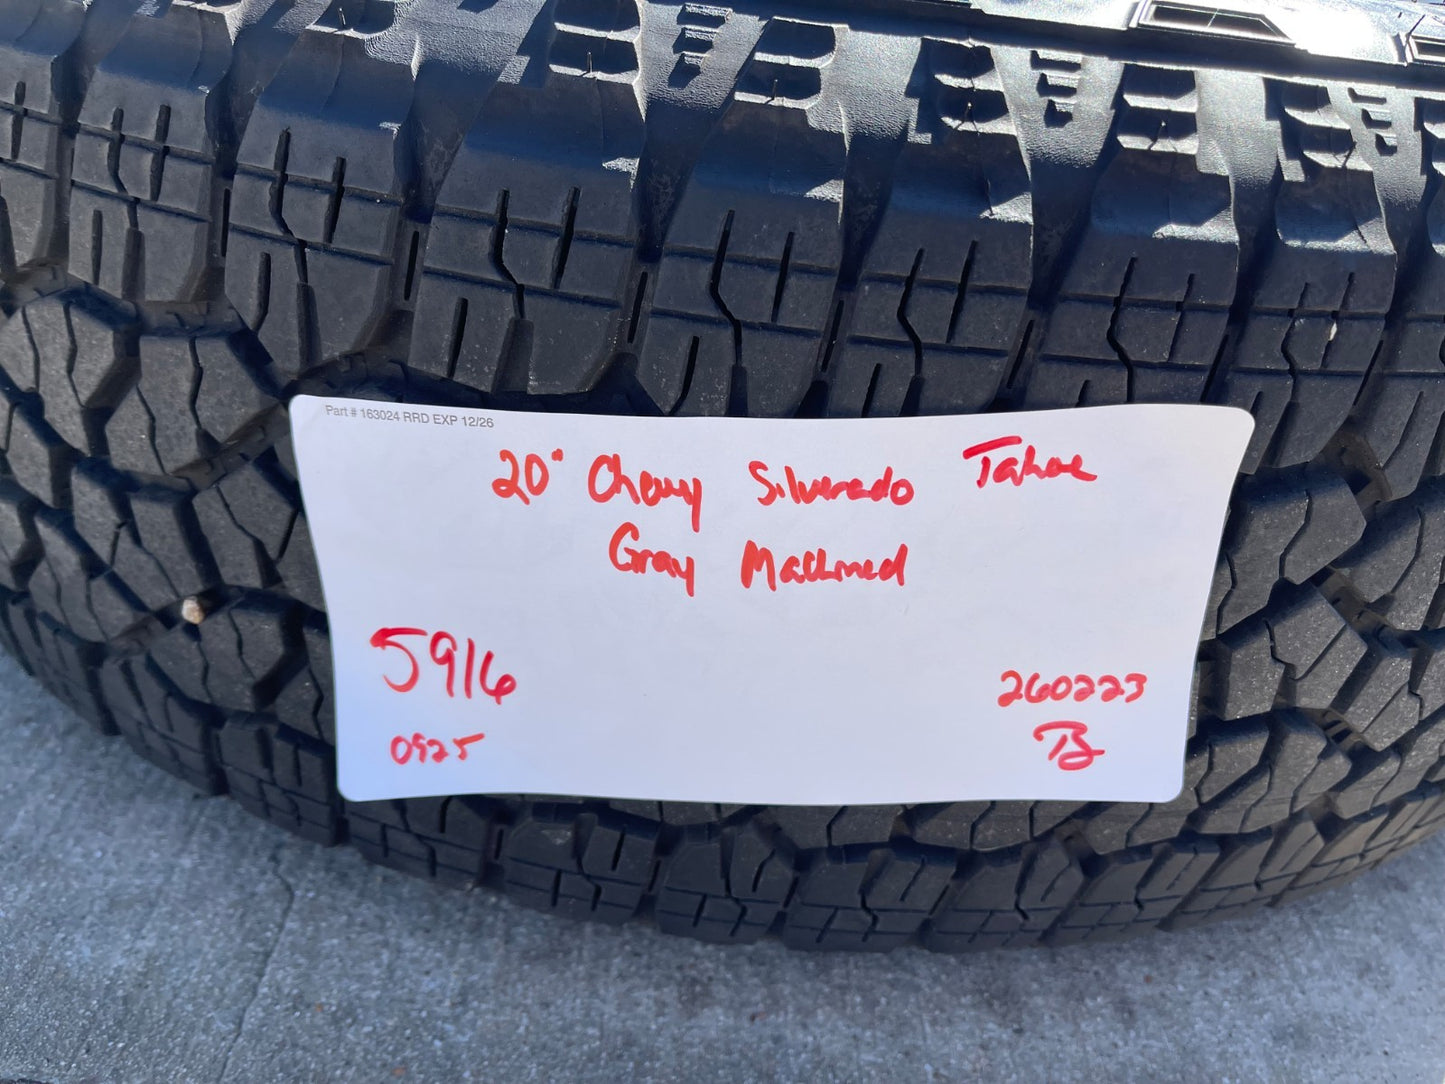 Part # 163024 RRD EXP 12/26
20" Chevy Silverado Tahoe
Gray Machined
5916
260223
0925